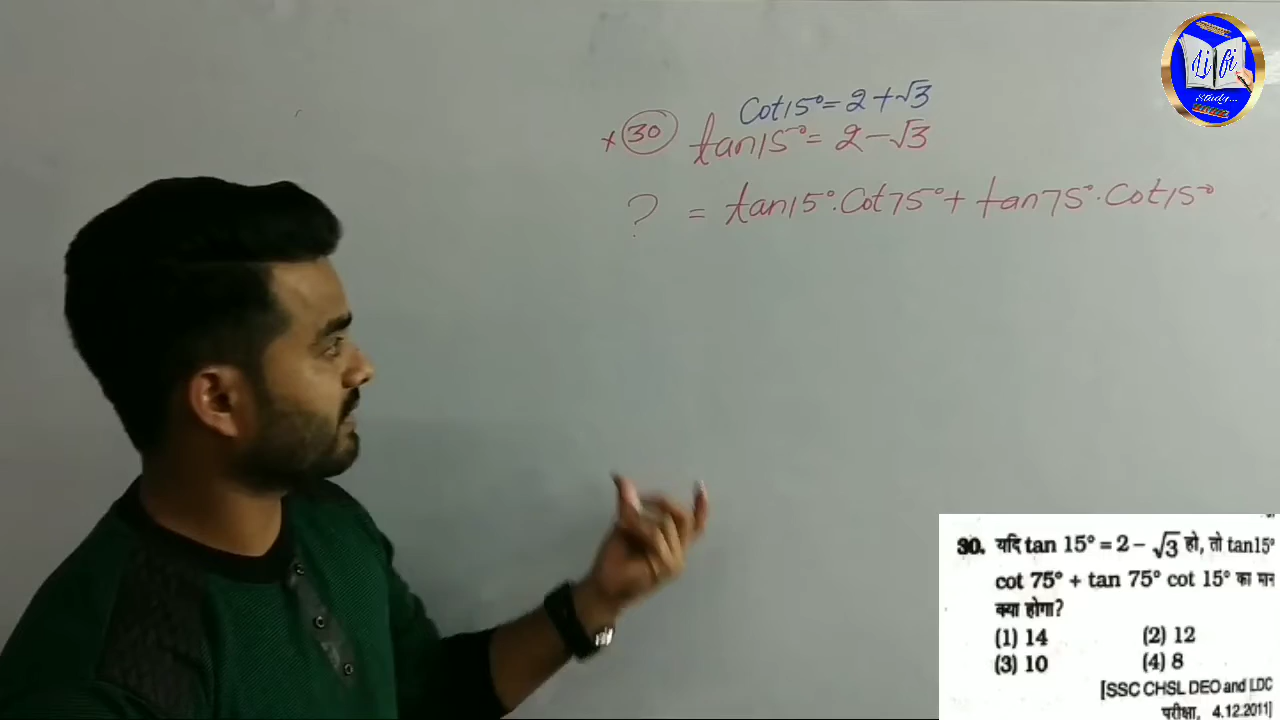 Cot15° = 2 + √3
* 30 tan15° = 2 - √3
? = tan15°. Cot75° + tan75°. Cot15°
difi
study...
30. यदि tan 15° = 2 - √3 हो, तो tan15°
cot 75° + tan 75° cot 15° का मान
क्या होगा?
(1) 14 (2) 12
(3) 10 (4) 8
[SSC CHSL DEO and LDC
परीक्षा, 4.12.2011]